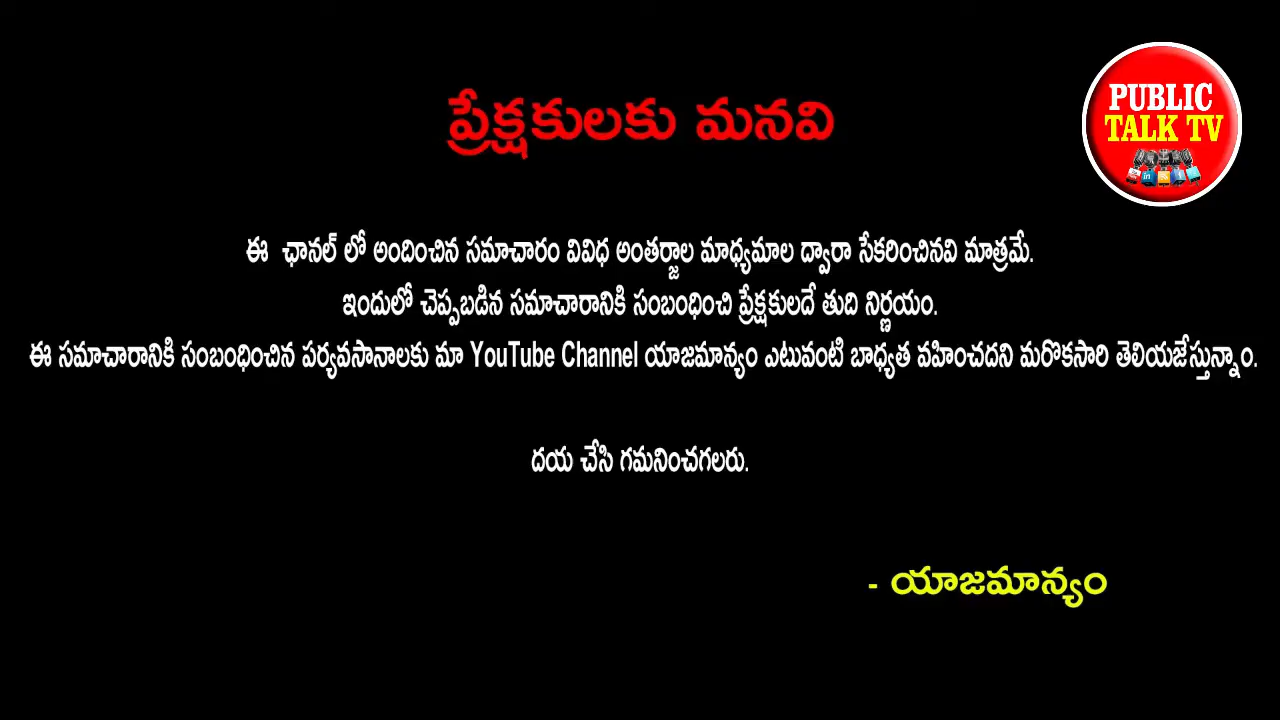 ప్రేక్షకులకు మనవి
PUBLIC
TALK TV
ఈ ఛానల్ లో అందించిన సమాచారం వివిధ అంతర్జాల మాధ్యమాల ద్వారా సేకరించినవి మాత్రమే.
ఇందులో చెప్పబడిన సమాచారానికి సంబంధించి ప్రేక్షకులదే తుది నిర్ణయం.
ఈ సమాచారానికి సంబంధించిన పర్యవసానాలకు మా YouTube Channel యాజమాన్యం ఎటువంటి బాధ్యత వహించదని మరొకసారి తెలియజేస్తున్నాం.
దయ చేసి గమనించగలరు.
- యాజమాన్యం